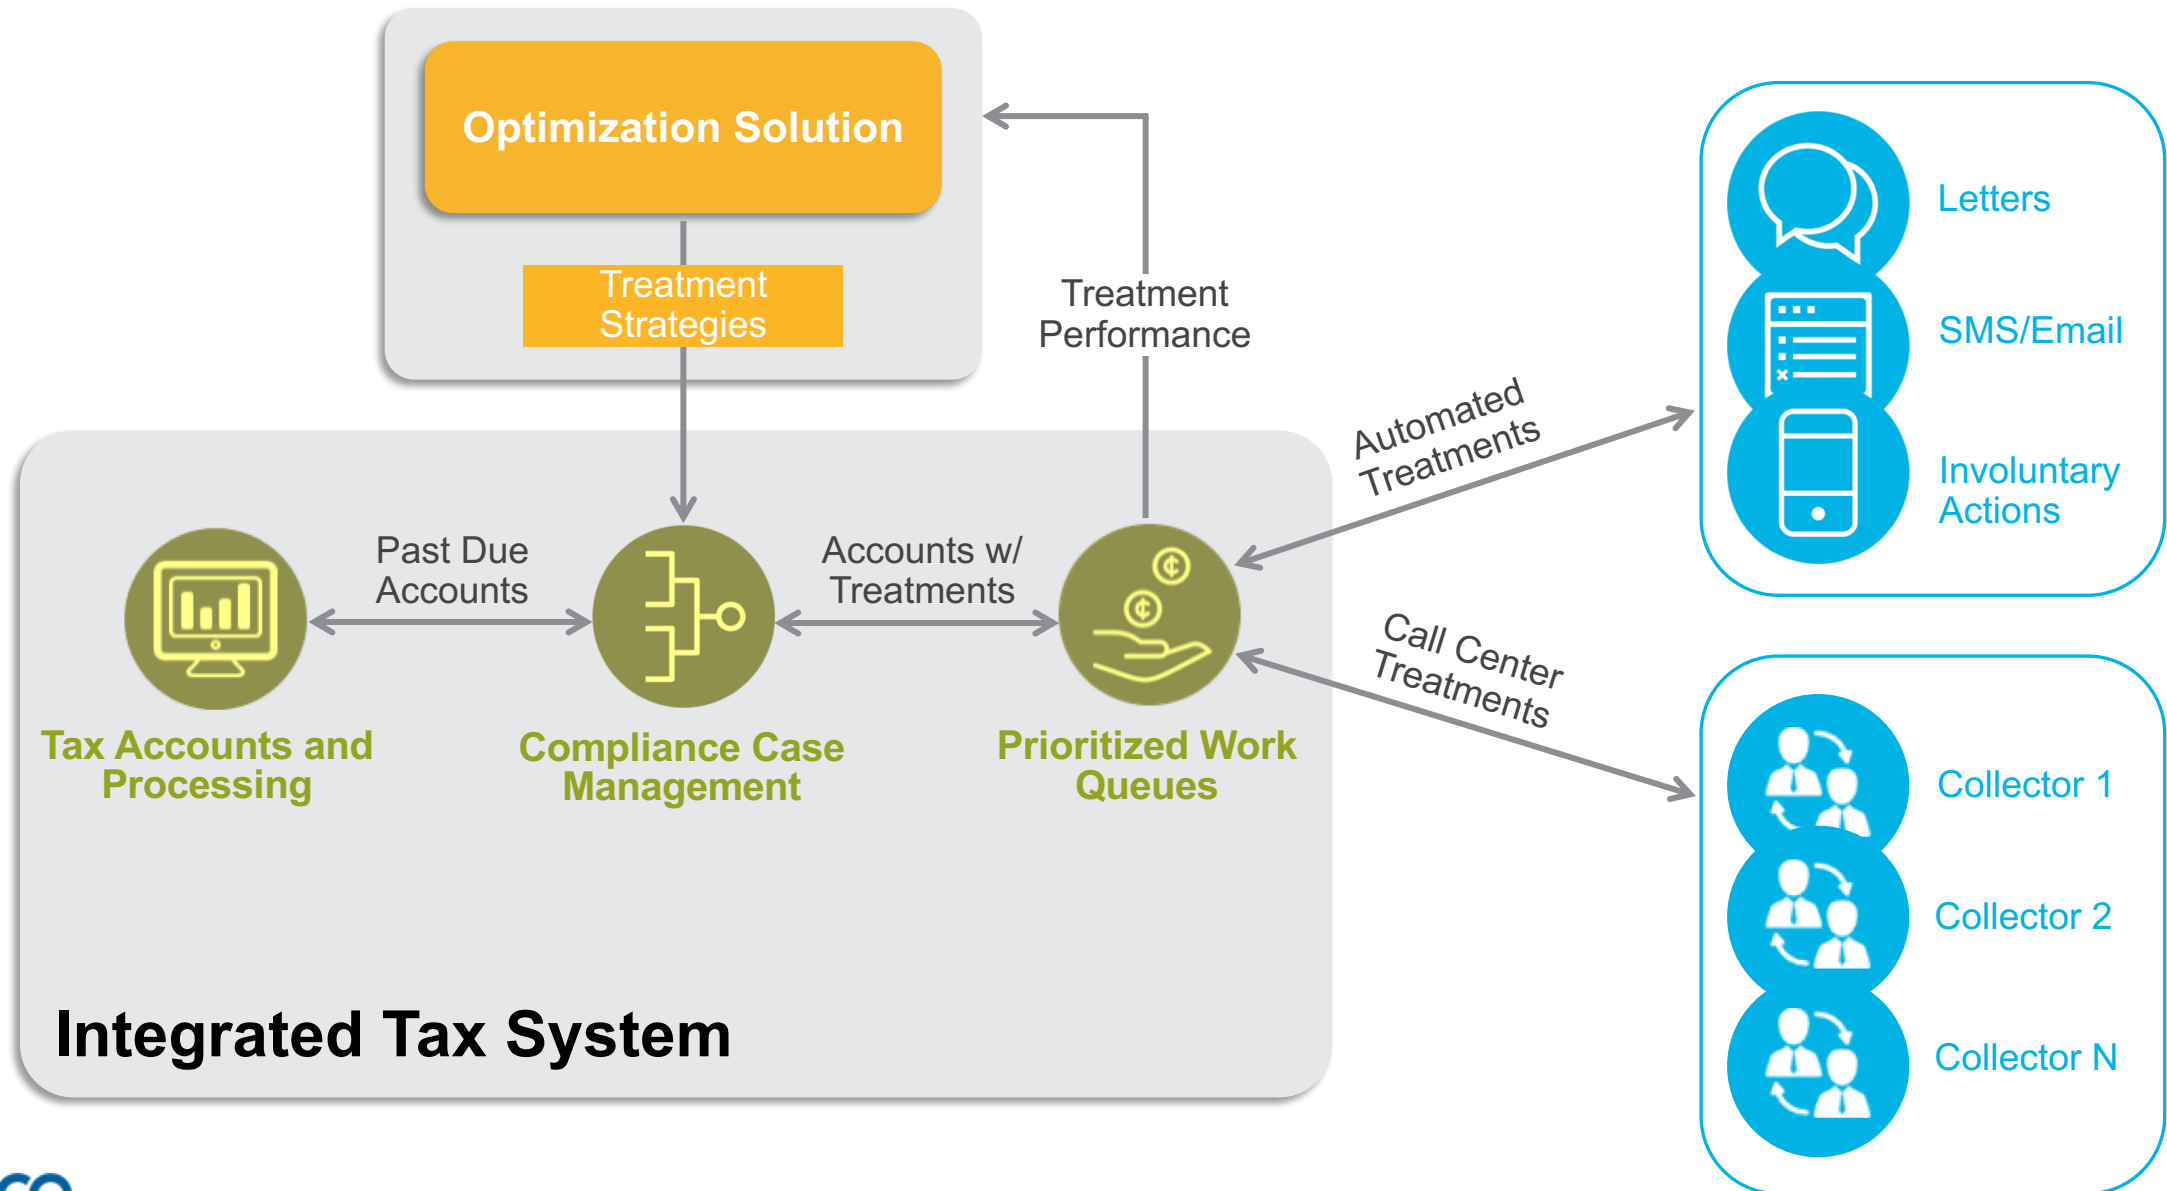 Optimization Solution
Treatment
Strategies
Treatment
Performance
Automated
Treatments
Letters
SMS/Email
Involuntary
Actions
Past Due
Accounts
Accounts w/
Treatments
Call Center
Treatments
Tax Accounts and
Processing
Compliance Case
Management
Prioritized Work
Queues
Collector 1
Collector 2
Collector N
Integrated Tax System